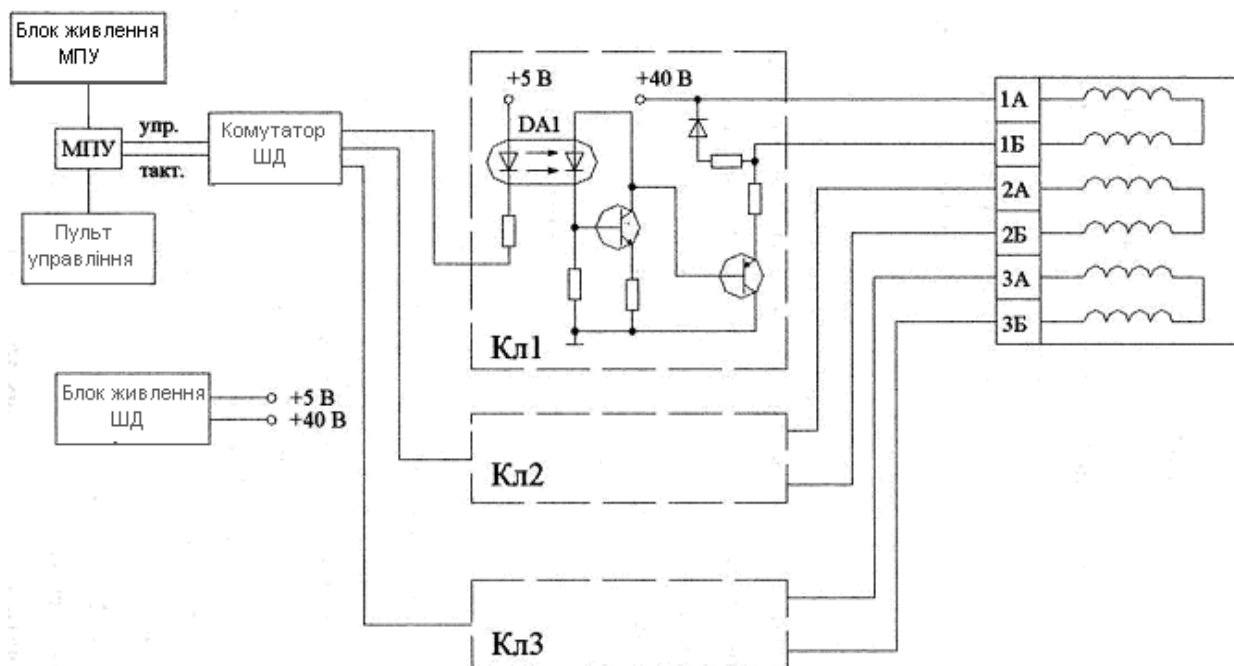 Блок живлення
МПУ
МПУ
упр.
такт.
Комутатор
ШД
Пульт
управління
Блок живлення
ШД
+5 В
+40 В
+5 В
+40 В
DA1
Кл1
Кл2
Кл3
1А
1Б
2А
2Б
3А
3Б